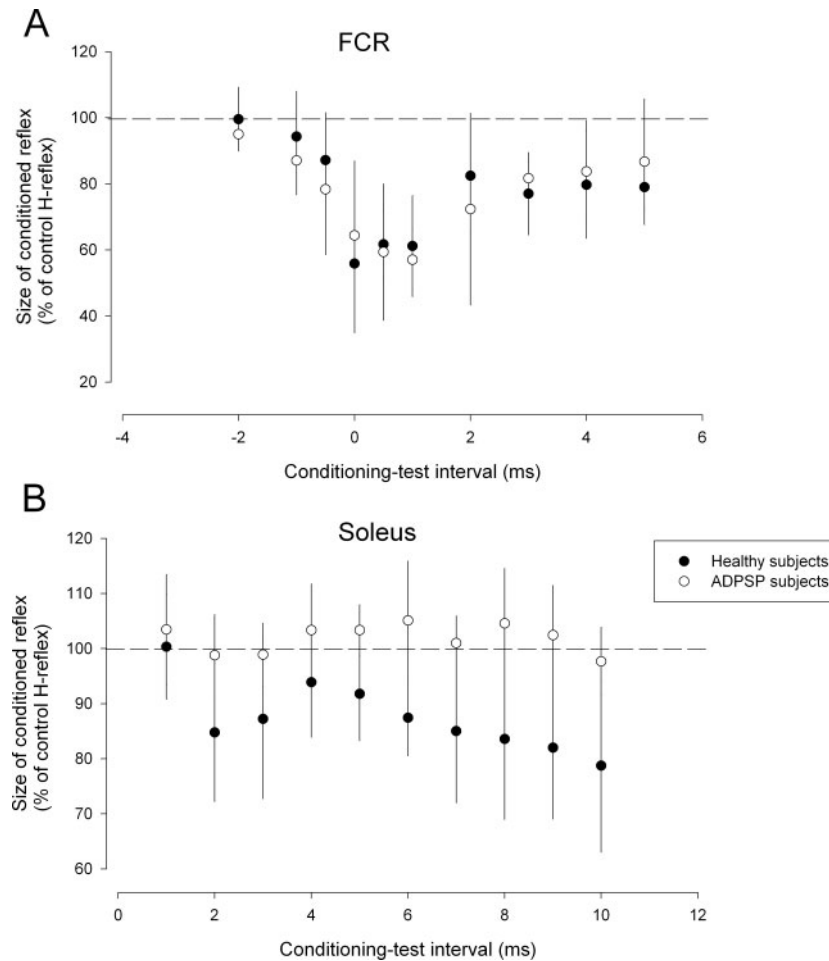 A
FCR
Size of conditioned reflex
(% of control H-reflex)
120
100
80
60
40
20
-4
-2
0
2
4
6
Conditioning-test interval (ms)
B
Soleus
Size of conditioned reflex
(% of control H-reflex)
120
110
100
90
80
70
60
Healthy subjects
ADPSP subjects
0
2
4
6
8
10
12
Conditioning-test interval (ms)